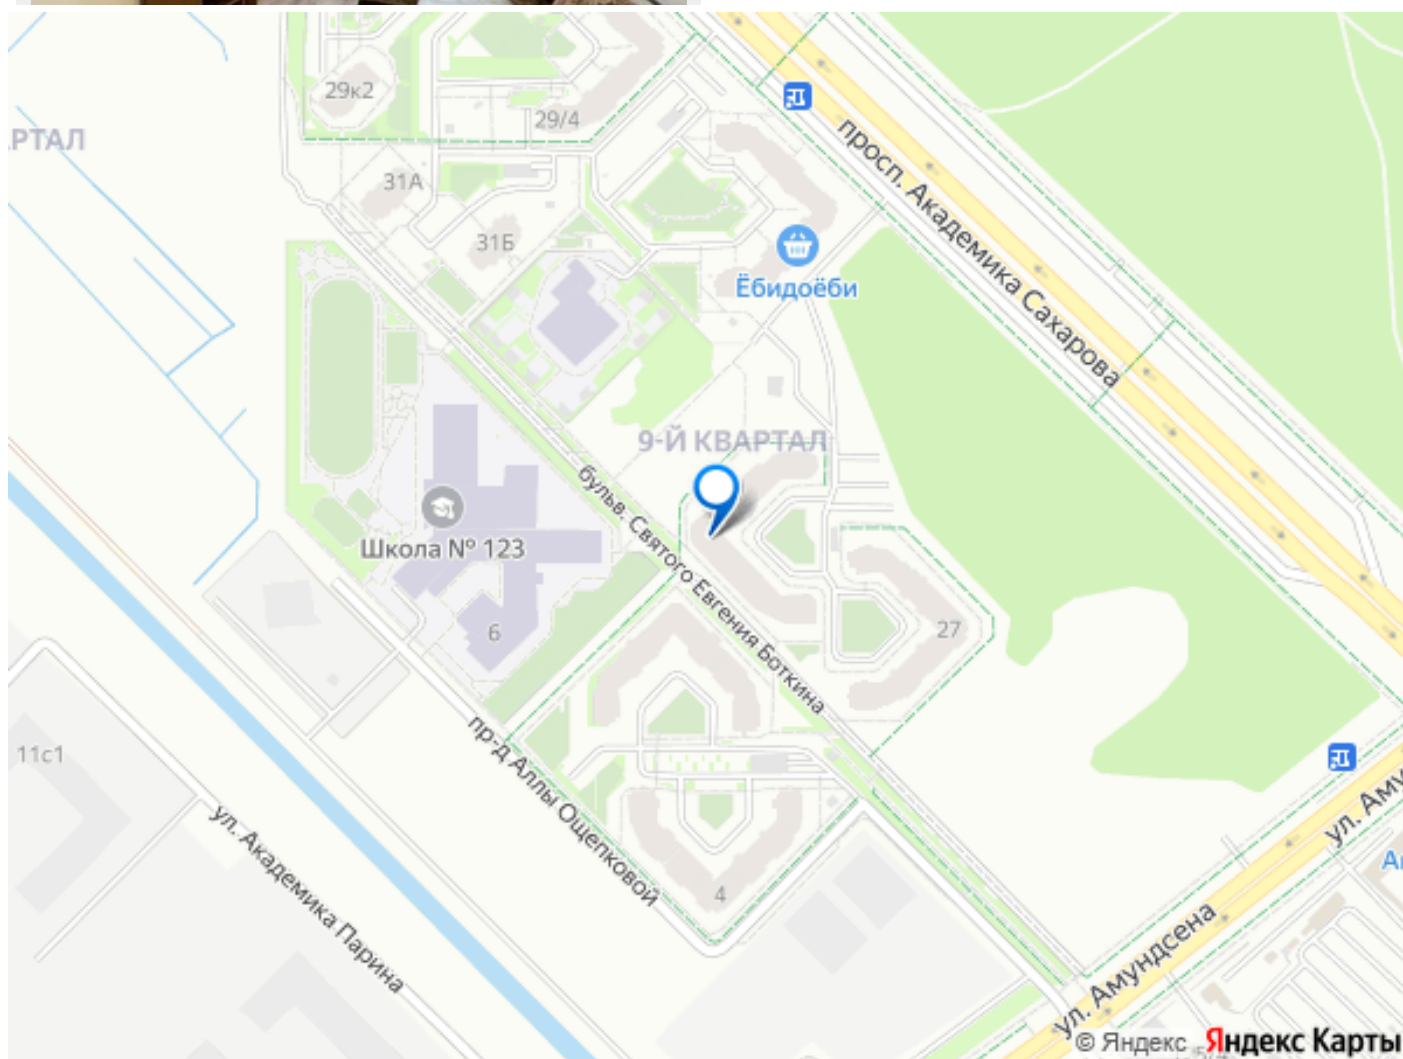 29к2
29/4
РТАЛ
31А
31Б
просп. Академика Сахарова
Ёбидоёби
9-Й КВАРТАЛ
бульв. Святого Евгения Боткина
Школа № 123
6
27
11с1
пр-д Аллы Ощепковой
ул. Академика Парина
4
ул. Аму
ул. Амундсена
© Яндекс Яндекс Карты